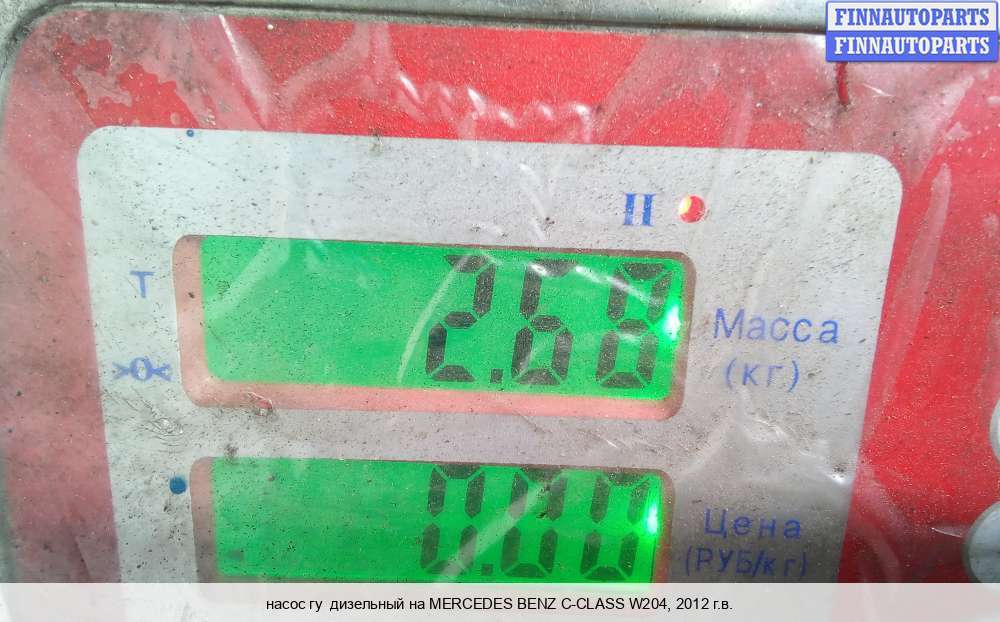 FINNAUTOPARTS
FINNAUTOPARTS
II
T
2.68
Масса
(кг)
>0<
0.00
Цена
(РУБ/кг)
насос гу дизельный на MERCEDES BENZ C-CLASS W204, 2012 г.в.